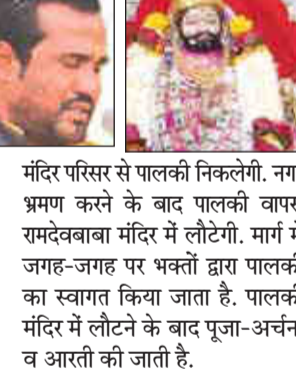 मंदिर परिसर से पालकी निकलेगी. नग
भ्रमण करने के बाद पालकी वापर
रामदेवबाबा मंदिर में लौटेगी. मार्ग मे
जगह-जगह पर भक्तों द्वारा पालकी
का स्वागत किया जाता है. पालकी
मंदिर में लौटने के बाद पूजा-अर्चन
व आरती की जाती है.